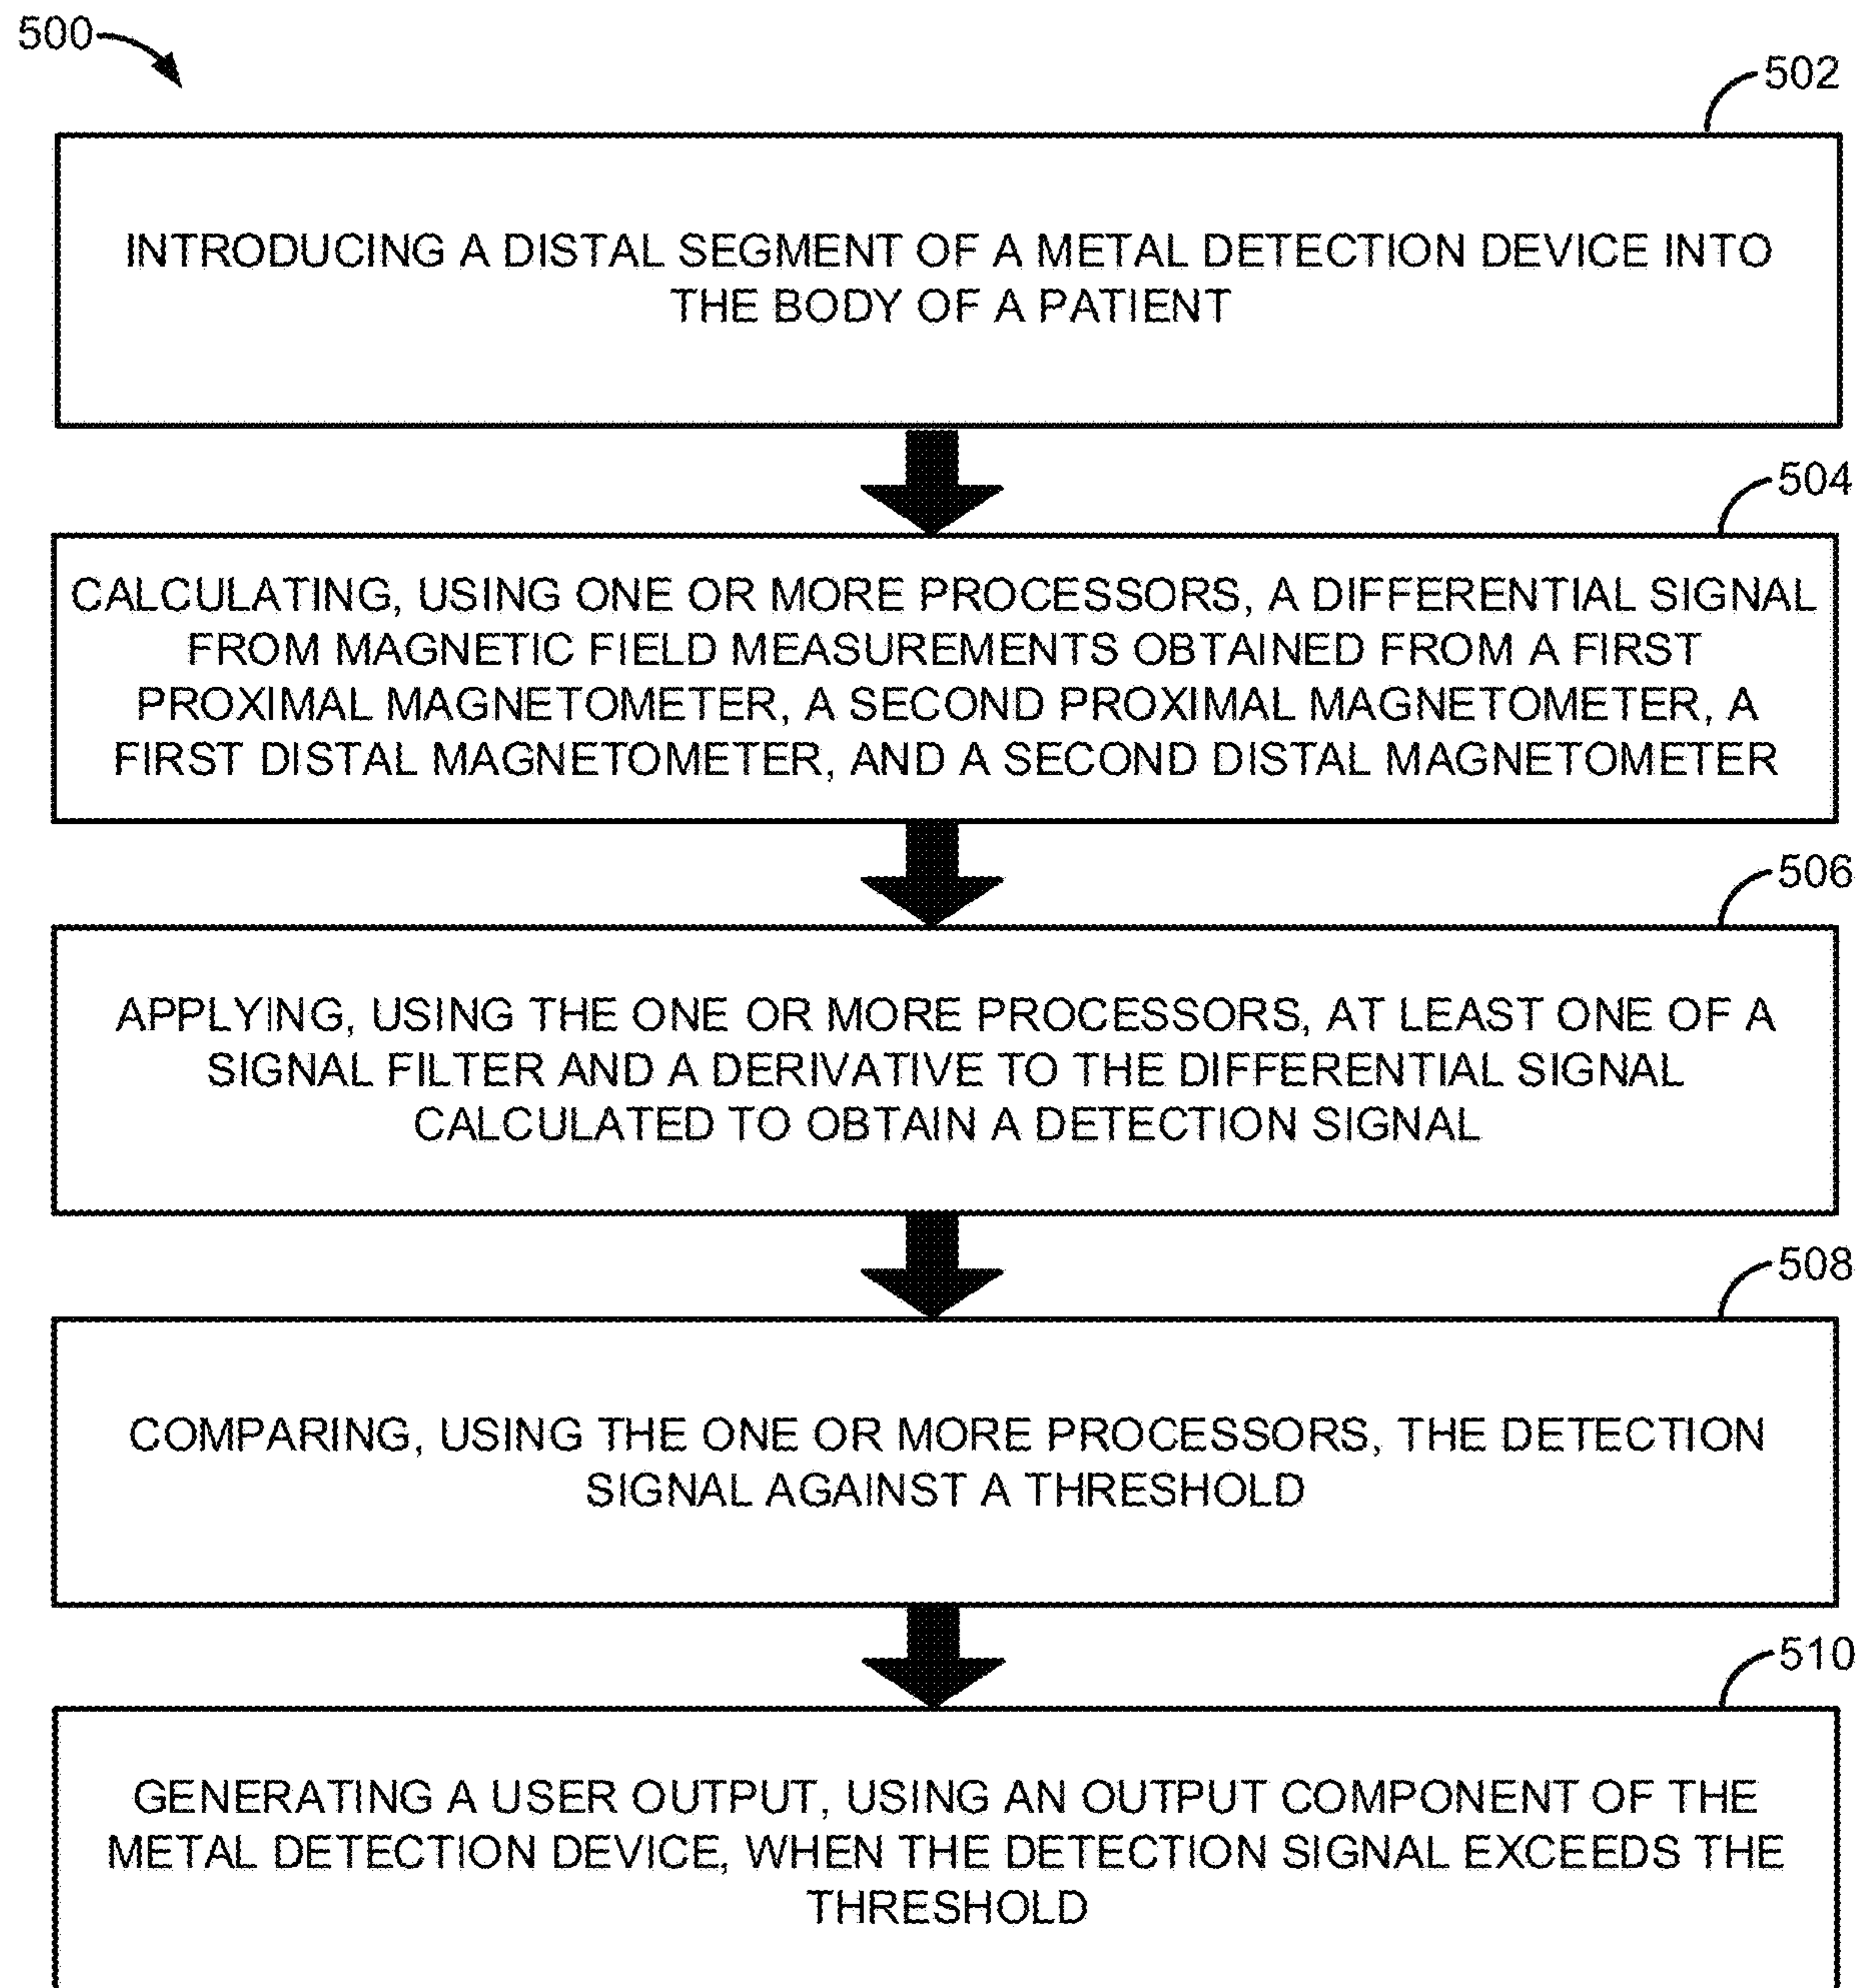 500
502
INTRODUCING A DISTAL SEGMENT OF A METAL DETECTION DEVICE INTO
THE BODY OF A PATIENT
504
CALCULATING, USING ONE OR MORE PROCESSORS, A DIFFERENTIAL SIGNAL
FROM MAGNETIC FIELD MEASUREMENTS OBTAINED FROM A FIRST
PROXIMAL MAGNETOMETER, A SECOND PROXIMAL MAGNETOMETER, A
FIRST DISTAL MAGNETOMETER, AND A SECOND DISTAL MAGNETOMETER
506
APPLYING, USING THE ONE OR MORE PROCESSORS, AT LEAST ONE OF A
SIGNAL FILTER AND A DERIVATIVE TO THE DIFFERENTIAL SIGNAL
CALCULATED TO OBTAIN A DETECTION SIGNAL
508
COMPARING, USING THE ONE OR MORE PROCESSORS, THE DETECTION
SIGNAL AGAINST A THRESHOLD
510
GENERATING A USER OUTPUT, USING AN OUTPUT COMPONENT OF THE
METAL DETECTION DEVICE, WHEN THE DETECTION SIGNAL EXCEEDS THE
THRESHOLD